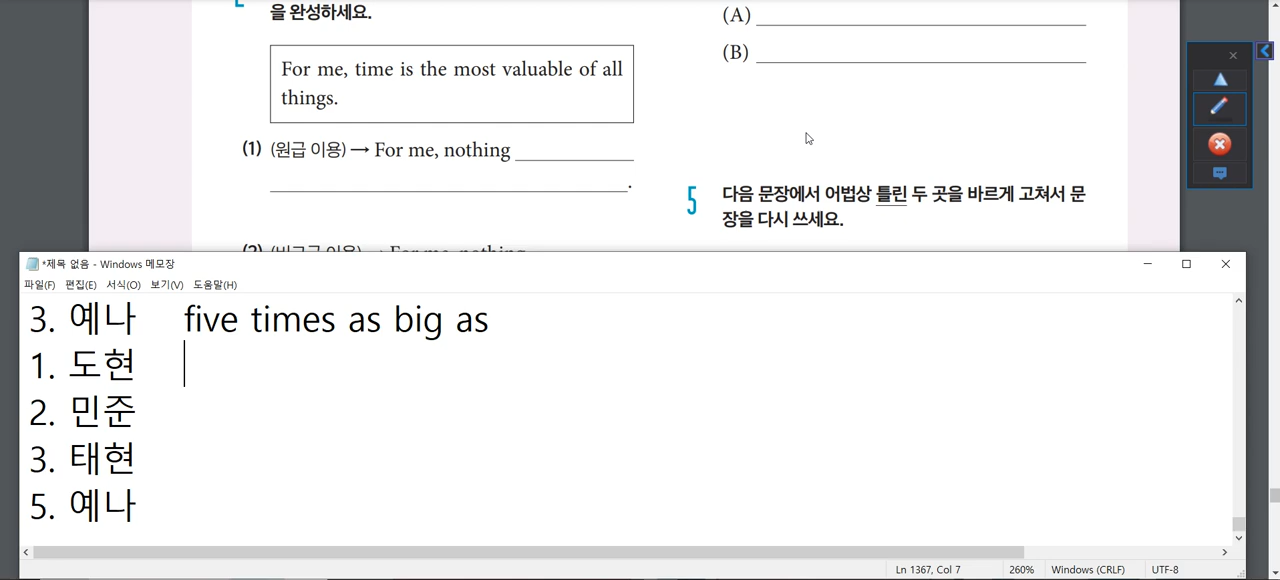 을 완성하세요.
For me, time is the most valuable of all
things.
(1) (원급 이용) → For me, nothing
.
(A)
(B)
5 다음 문장에서 어법상 틀린 두 곳을 바르게 고쳐서 문
장을 다시 쓰세요.
*제목 없음 - Windows 메모장
파일(F) 편집(E) 서식(O) 보기(V) 도움말(H)
3. 예나 five times as big as
1. 도현
2. 민준
3. 태현
5. 예나
Ln 1367, Col 7 260% Windows (CRLF) UTF-8